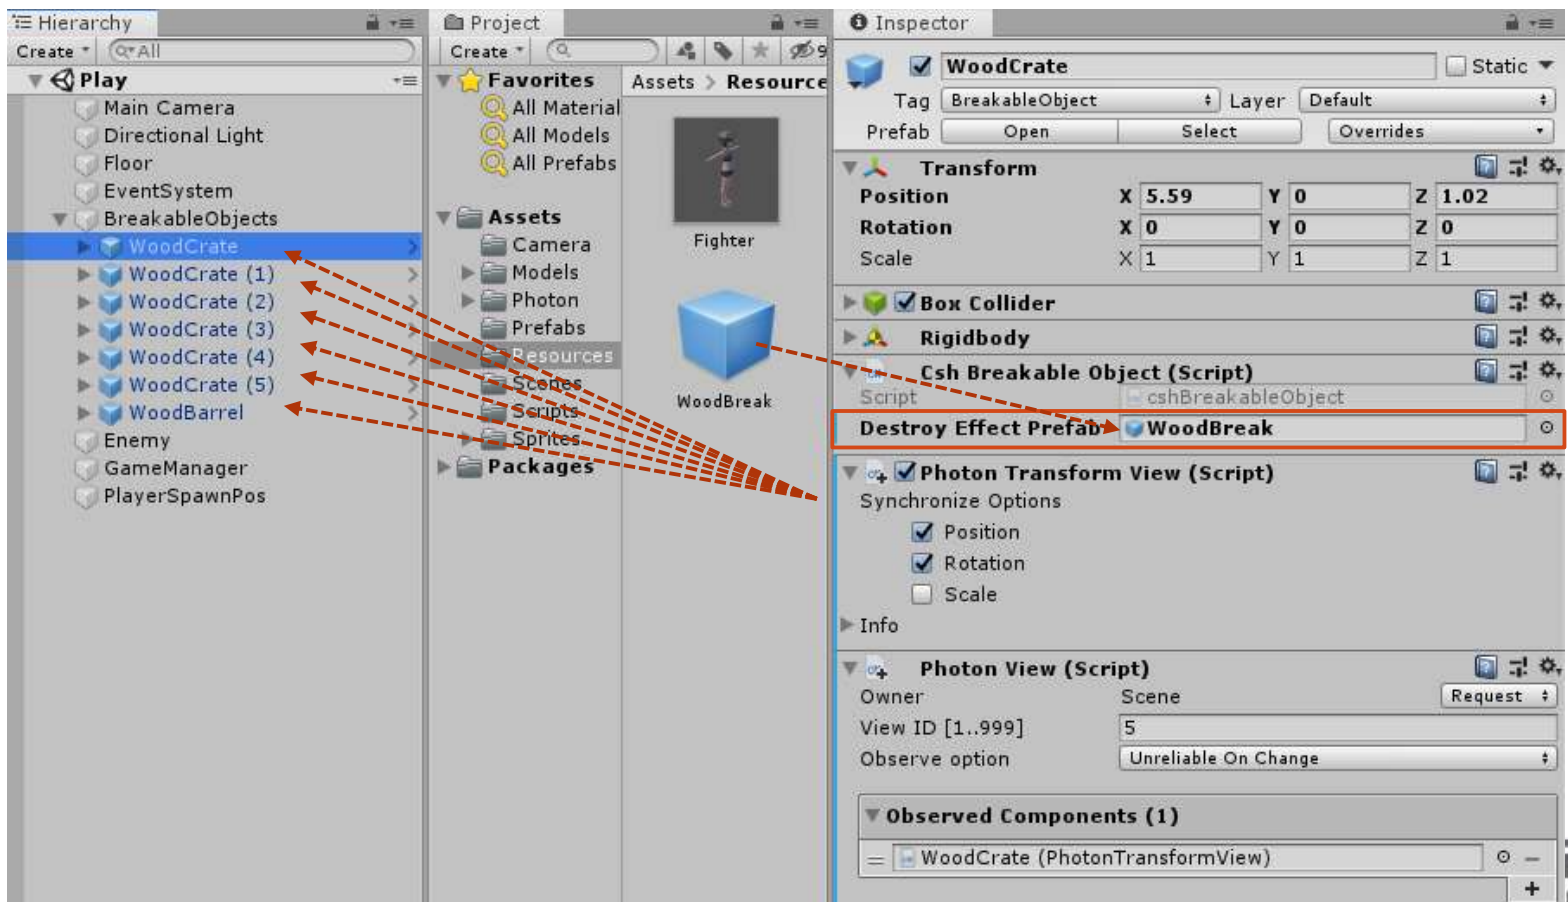 Hierarchy
Create
All
Play
Main Camera
Directional Light
Floor
EventSystem
BreakableObjects
WoodCrate
WoodCrate (1)
WoodCrate (2)
WoodCrate (3)
WoodCrate (4)
WoodCrate (5)
WoodBarrel
Enemy
GameManager
PlayerSpawnPos
Project
Create
9
Favorites
All Material
All Models
All Prefabs
Assets
Camera
Models
Photon
Prefabs
Resources
Scenes
Scripts
Sprites
Packages
Assets > Resource
Fighter
WoodBreak
Inspector
WoodCrate
Static
Tag BreakableObject Layer Default
Prefab Open Select Overrides
Transform
Position X 5.59 Y 0 Z 1.02
Rotation X 0 Y 0 Z 0
Scale X 1 Y 1 Z 1
Box Collider
Rigidbody
Csh Breakable Object (Script)
Script cshBreakableObject
Destroy Effect Prefab WoodBreak
Photon Transform View (Script)
Synchronize Options
Position
Rotation
Scale
Info
Photon View (Script)
Owner Scene Request
View ID [1..999] 5
Observe option Unreliable On Change
Observed Components (1)
WoodCrate (PhotonTransformView)